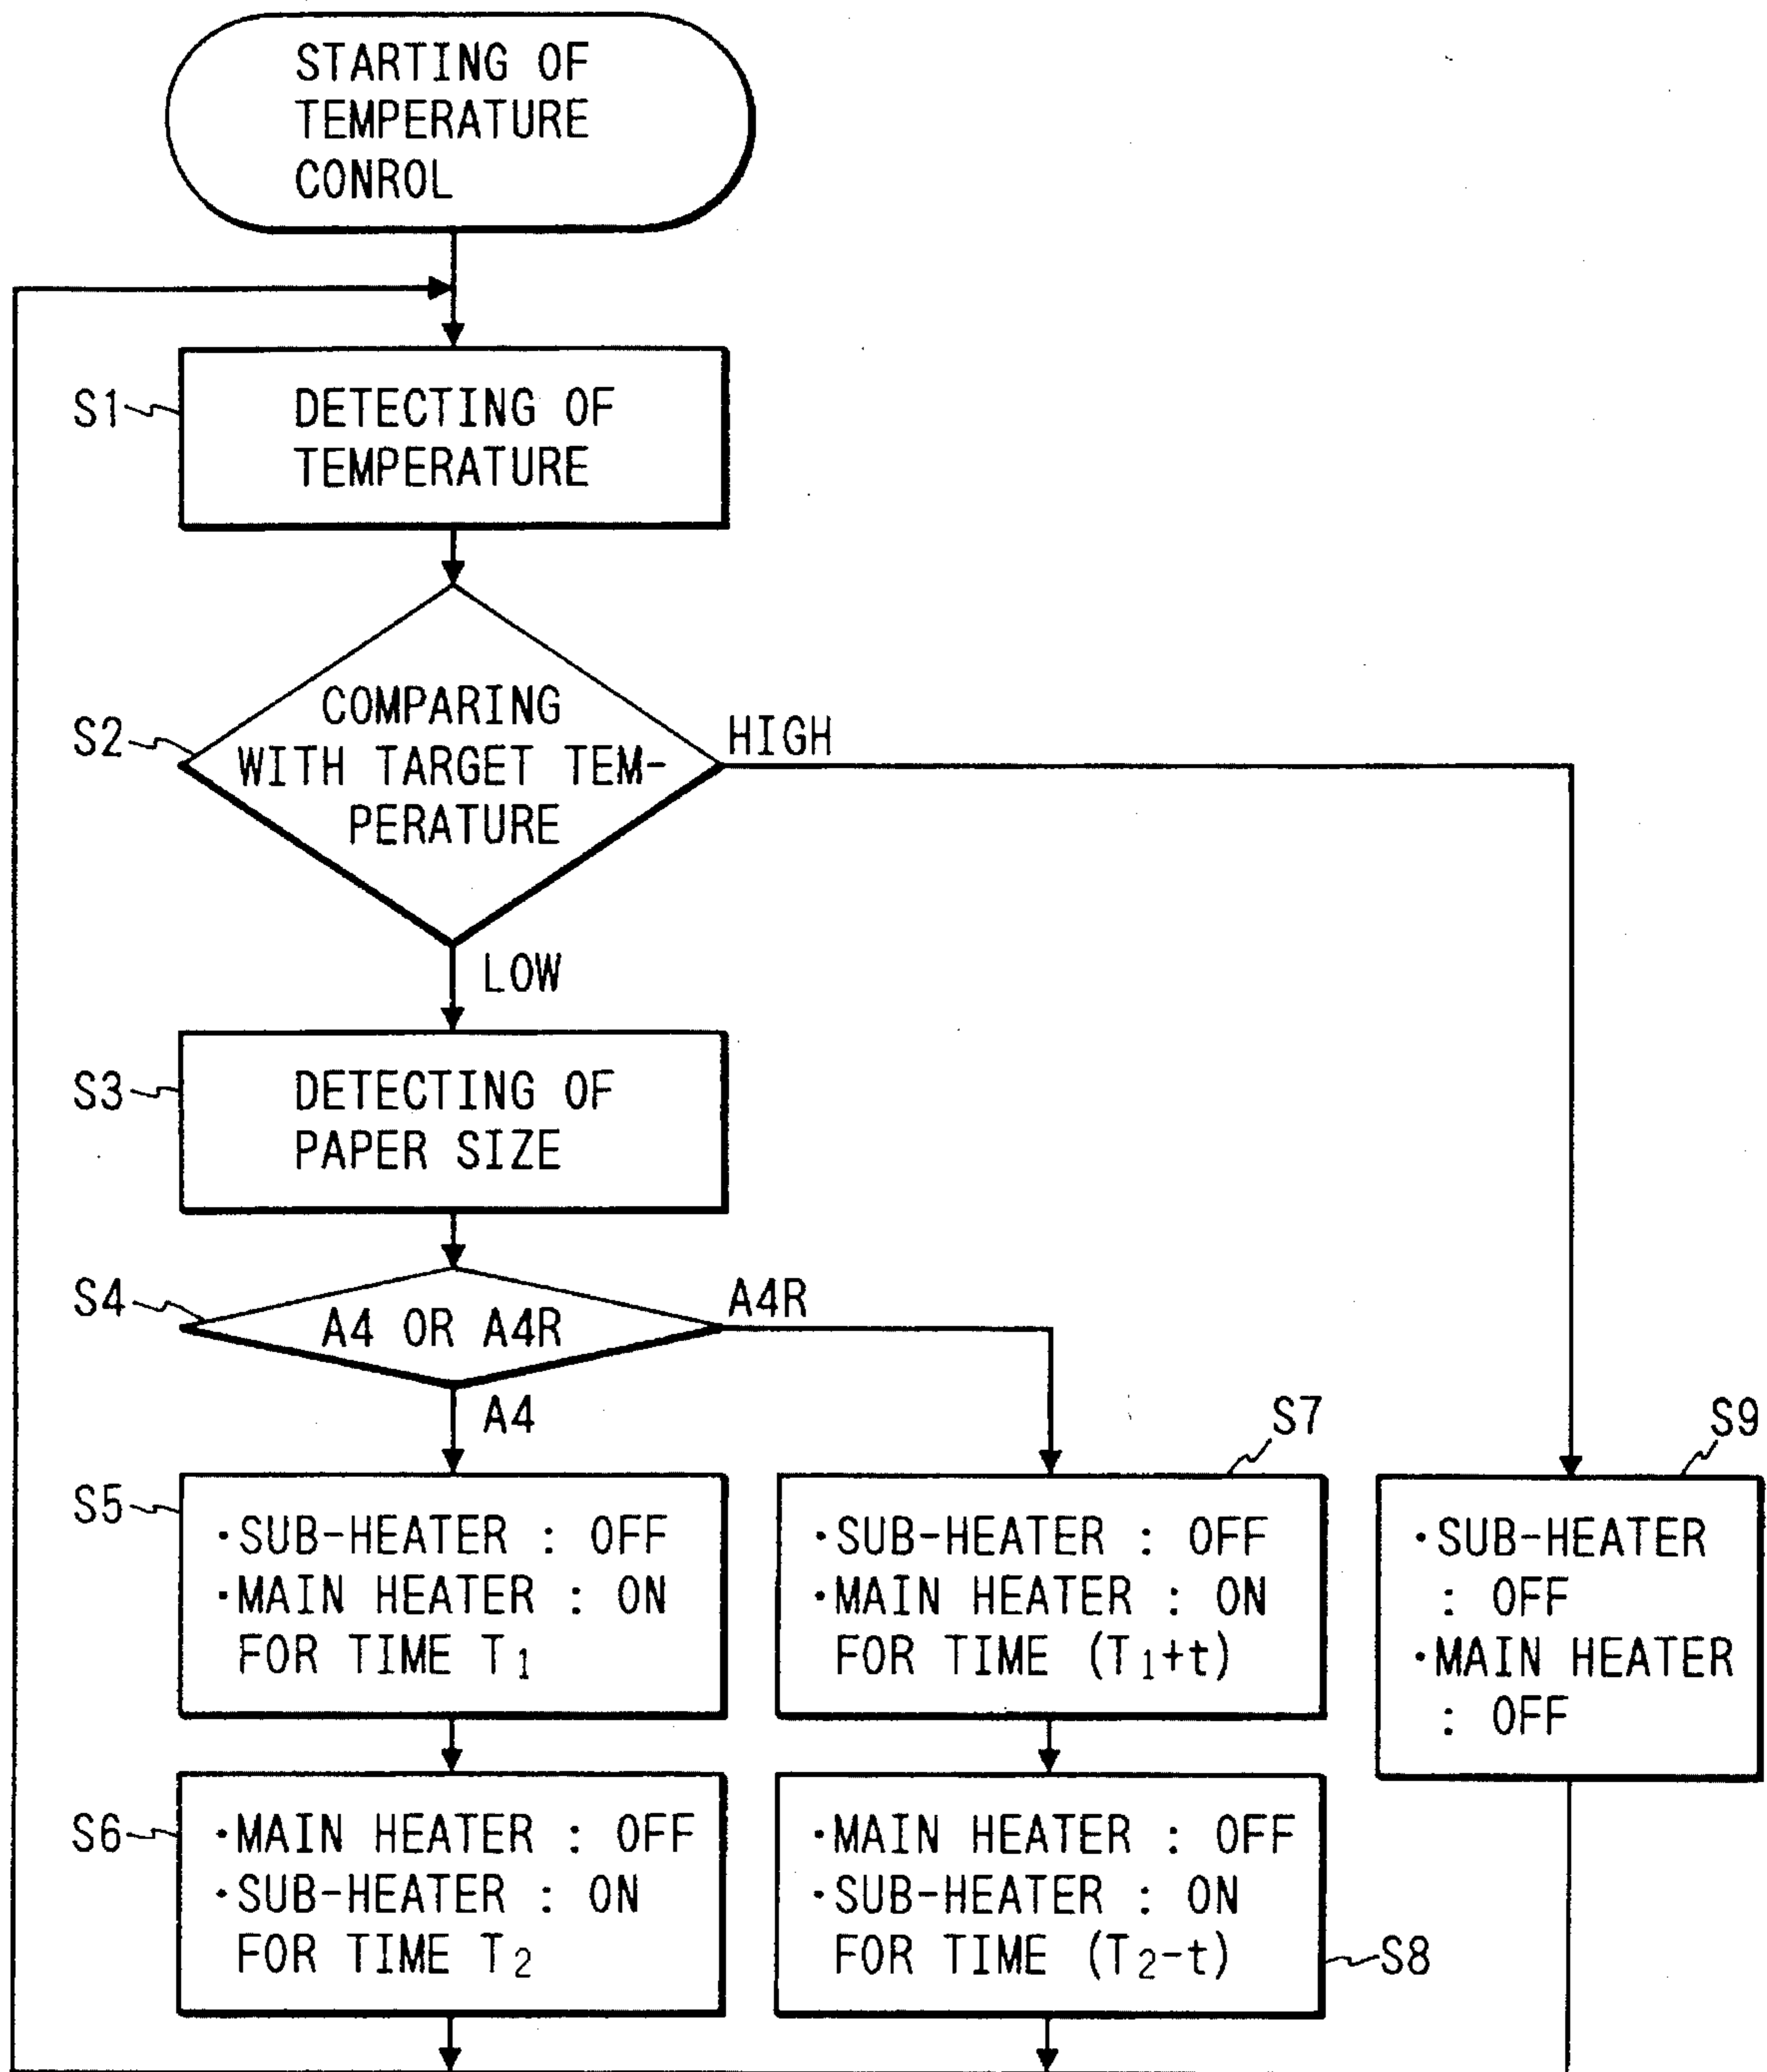 STARTING OF
TEMPERATURE
CONROL
S1
DETECTING OF
TEMPERATURE
S2
COMPARING
WITH TARGET TEM-
PERATURE
HIGH
LOW
S3
DETECTING OF
PAPER SIZE
S4
A4 OR A4R
A4R
A4
S5
·SUB-HEATER : OFF
·MAIN HEATER : ON
FOR TIME T1
S7
·SUB-HEATER : OFF
·MAIN HEATER : ON
FOR TIME (T1+t)
S9
·SUB-HEATER
: OFF
·MAIN HEATER
: OFF
S6
·MAIN HEATER : OFF
·SUB-HEATER : ON
FOR TIME T2
·MAIN HEATER : OFF
·SUB-HEATER : ON
FOR TIME (T2-t)
S8